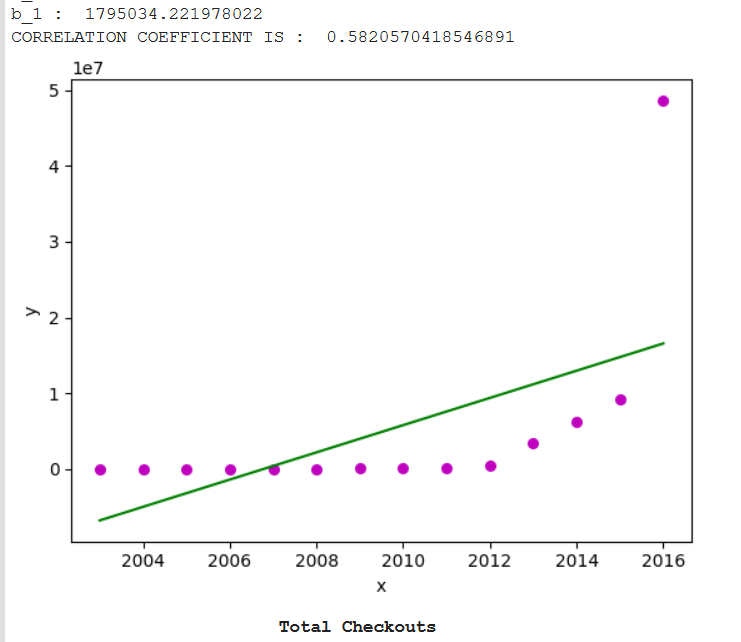 b_1 :  1795034.221978022
CORRELATION COEFFICIENT IS :  0.5820570418546891
1e7
5
4
3
2
1
0
y
2004 2006 2008 2010 2012 2014 2016
x
Total Checkouts